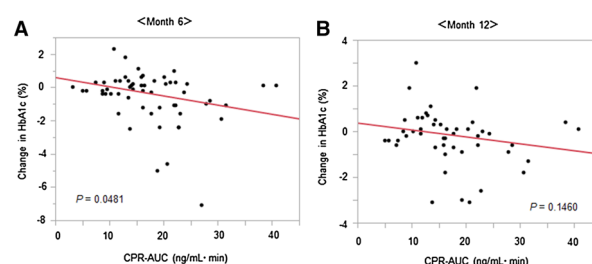 A
<Month 6>
Change in HbA1c (%)
2
0
-2
-4
-6
-8
P = 0.0481
0 10 20 30 40
CPR-AUC (ng/mL· min)
B
<Month 12>
Change in HbA1c (%)
4
2
0
-2
-4
P = 0.1460
0 10 20 30 40
CPR-AUC (ng/mL· min)